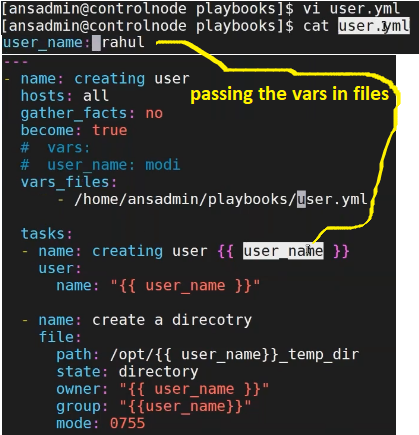 [ansadmin@controlnode playbooks]$ vi user.yml
[ansadmin@controlnode playbooks]$ cat user.yml
user_name: rahul
---
- name: creating user
passing the vars in files
hosts: all
gather_facts: no
become: true
# vars:
# user_name: modi
vars_files:
- /home/ansadmin/playbooks/user.yml
tasks:
- name: creating user {{ user_name }}
user:
name: "{{ user_name }}"
- name: create a direcotry
file:
path: /opt/{{ user_name}}_temp_dir
state: directory
owner: "{{ user_name }}"
group: "{{user_name}}"
mode: 0755